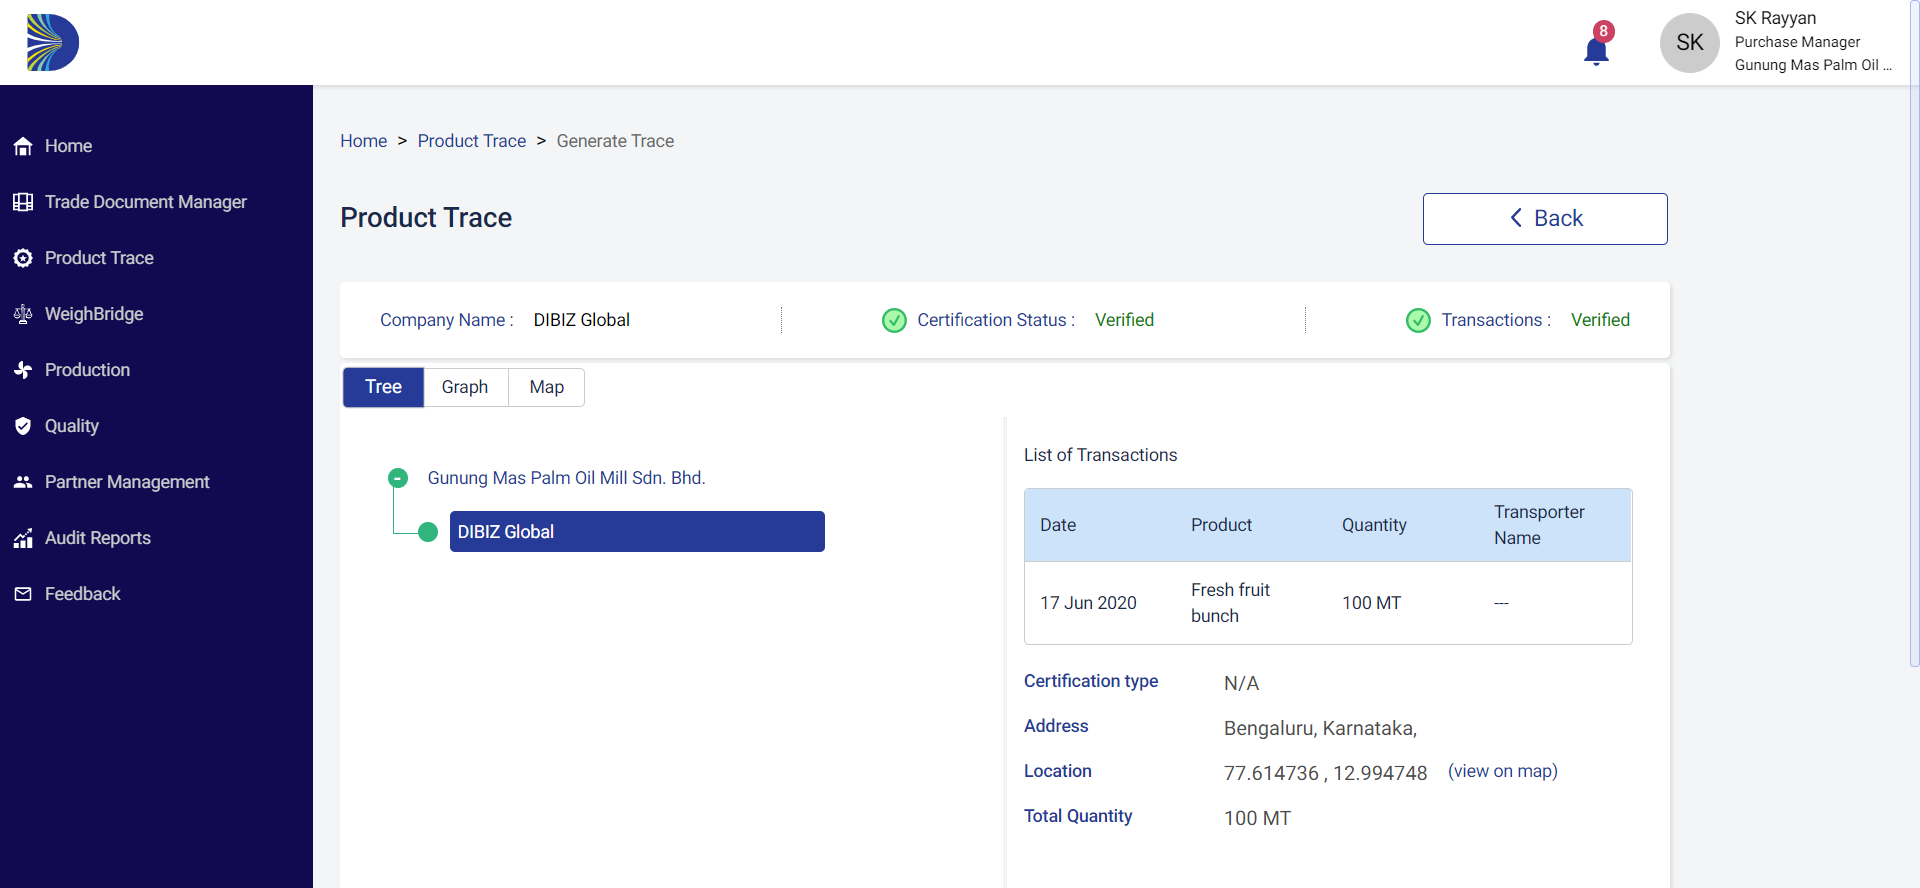 8
SK
SK Rayyan
Purchase Manager
Gunung Mas Palm Oil ...
Home
Trade Document Manager
Product Trace
WeighBridge
Production
Quality
Partner Management
Audit Reports
Feedback
Home > Product Trace > Generate Trace
Product Trace
Back
Company Name : DIBIZ Global
Certification Status : Verified
Transactions : Verified
Tree Graph Map
- Gunung Mas Palm Oil Mill Sdn. Bhd.
DIBIZ Global
List of Transactions
Date Product Quantity Transporter
Name
17 Jun 2020 Fresh fruit
bunch 100 MT ---
Certification type N/A
Address Bengaluru, Karnataka,
Location 77.614736 , 12.994748 (view on map)
Total Quantity 100 MT